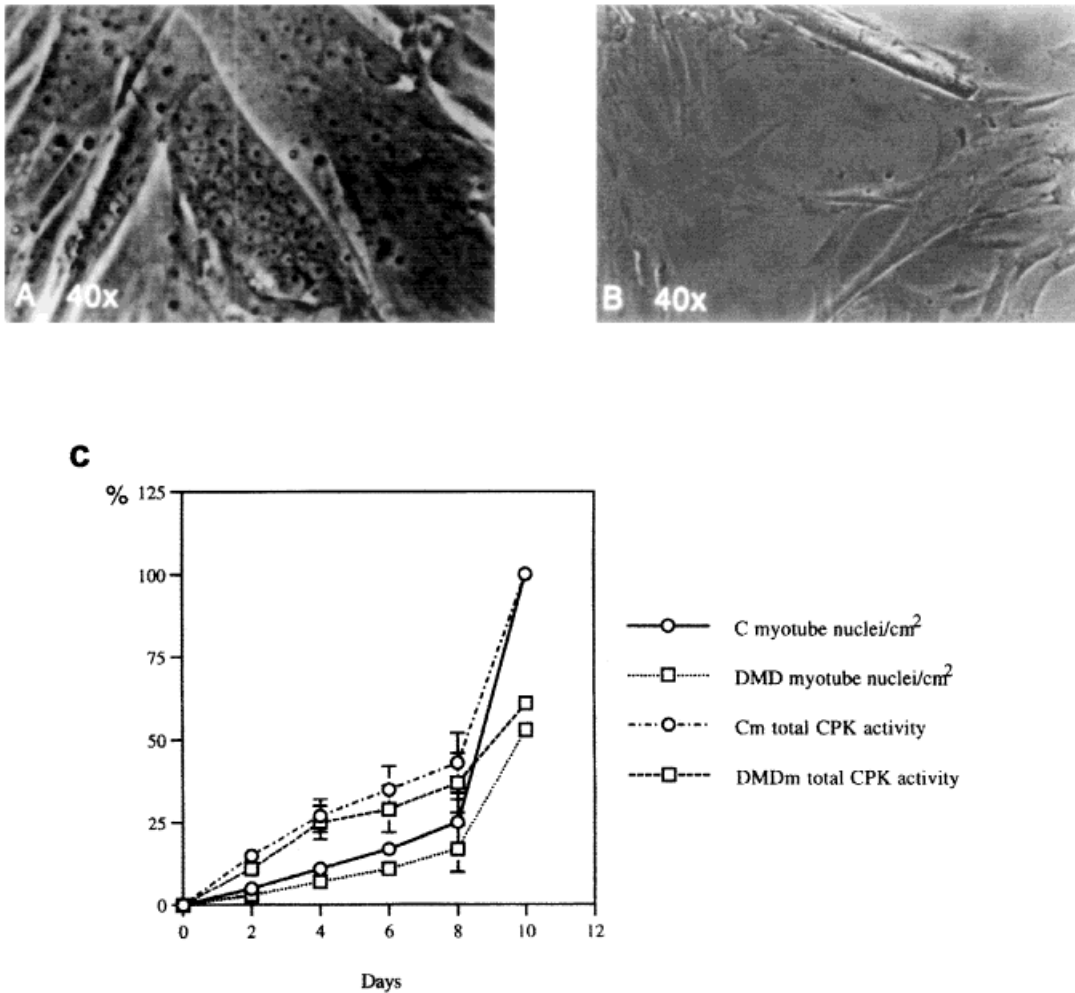 A 40x
B 40x
C
%
125
100
75
50
25
0
0 2 4 6 8 10 12
Days
C myotube nuclei/cm2
DMD myotube nuclei/cm2
Cm total CPK activity
DMDm total CPK activity